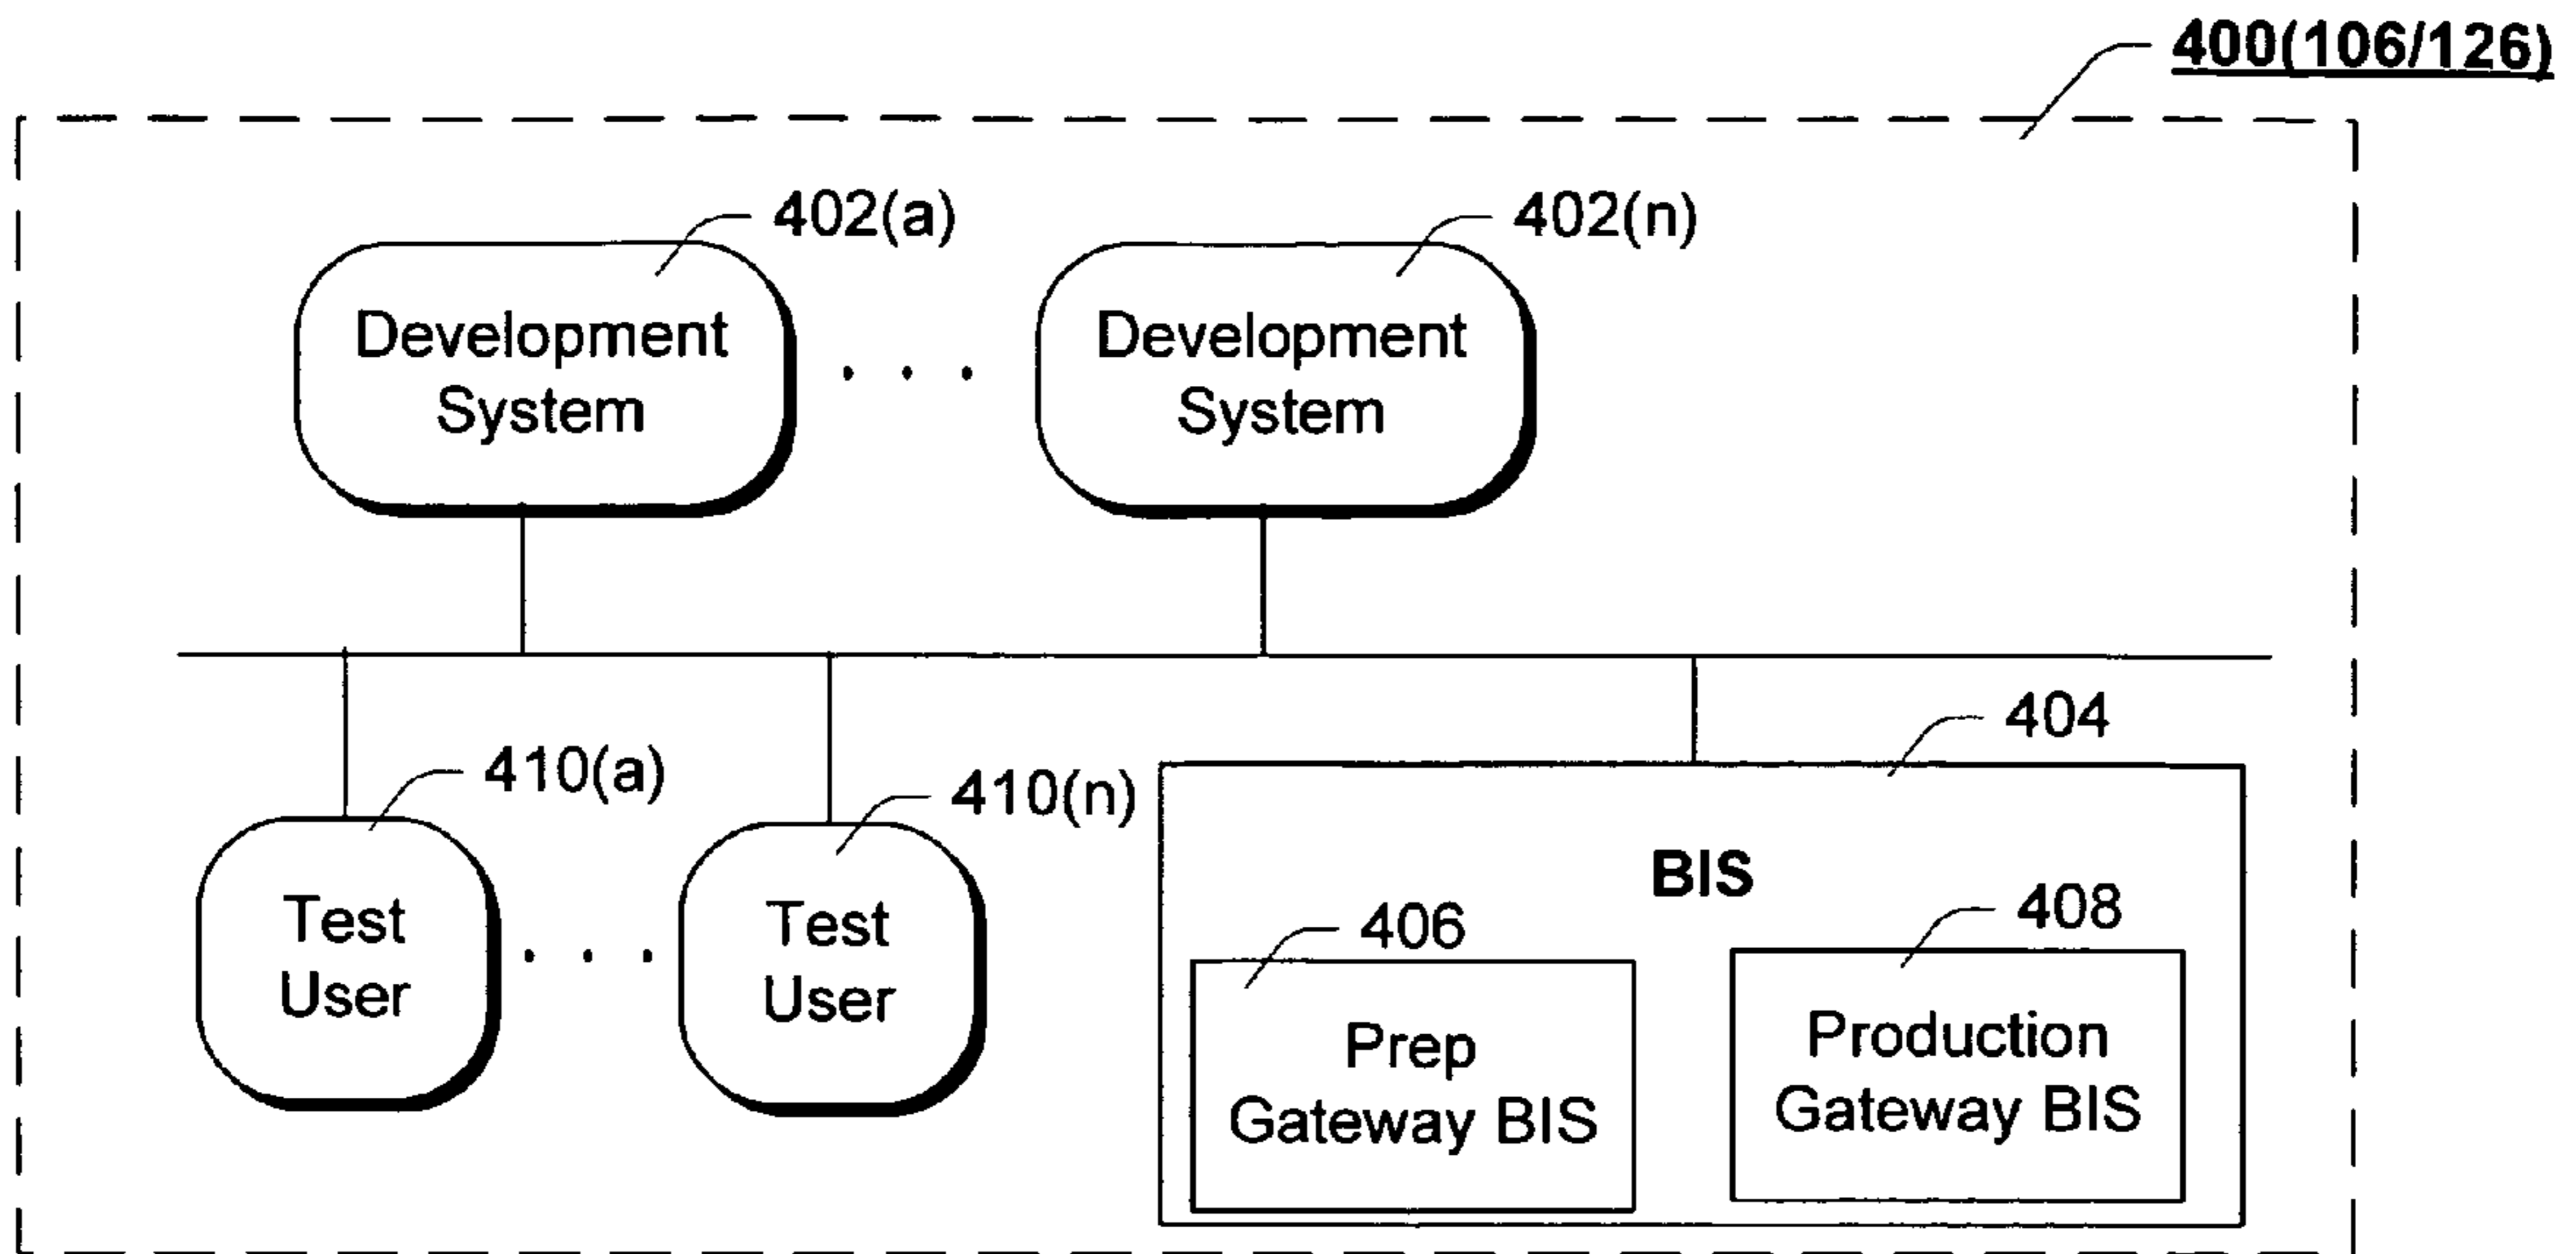 400(106/126)
402(a)
402(n)
Development
System
. . .
Development
System
404
410(a)
410(n)
BIS
406
408
Test
User
. . .
Test
User
Prep
Gateway BIS
Production
Gateway BIS